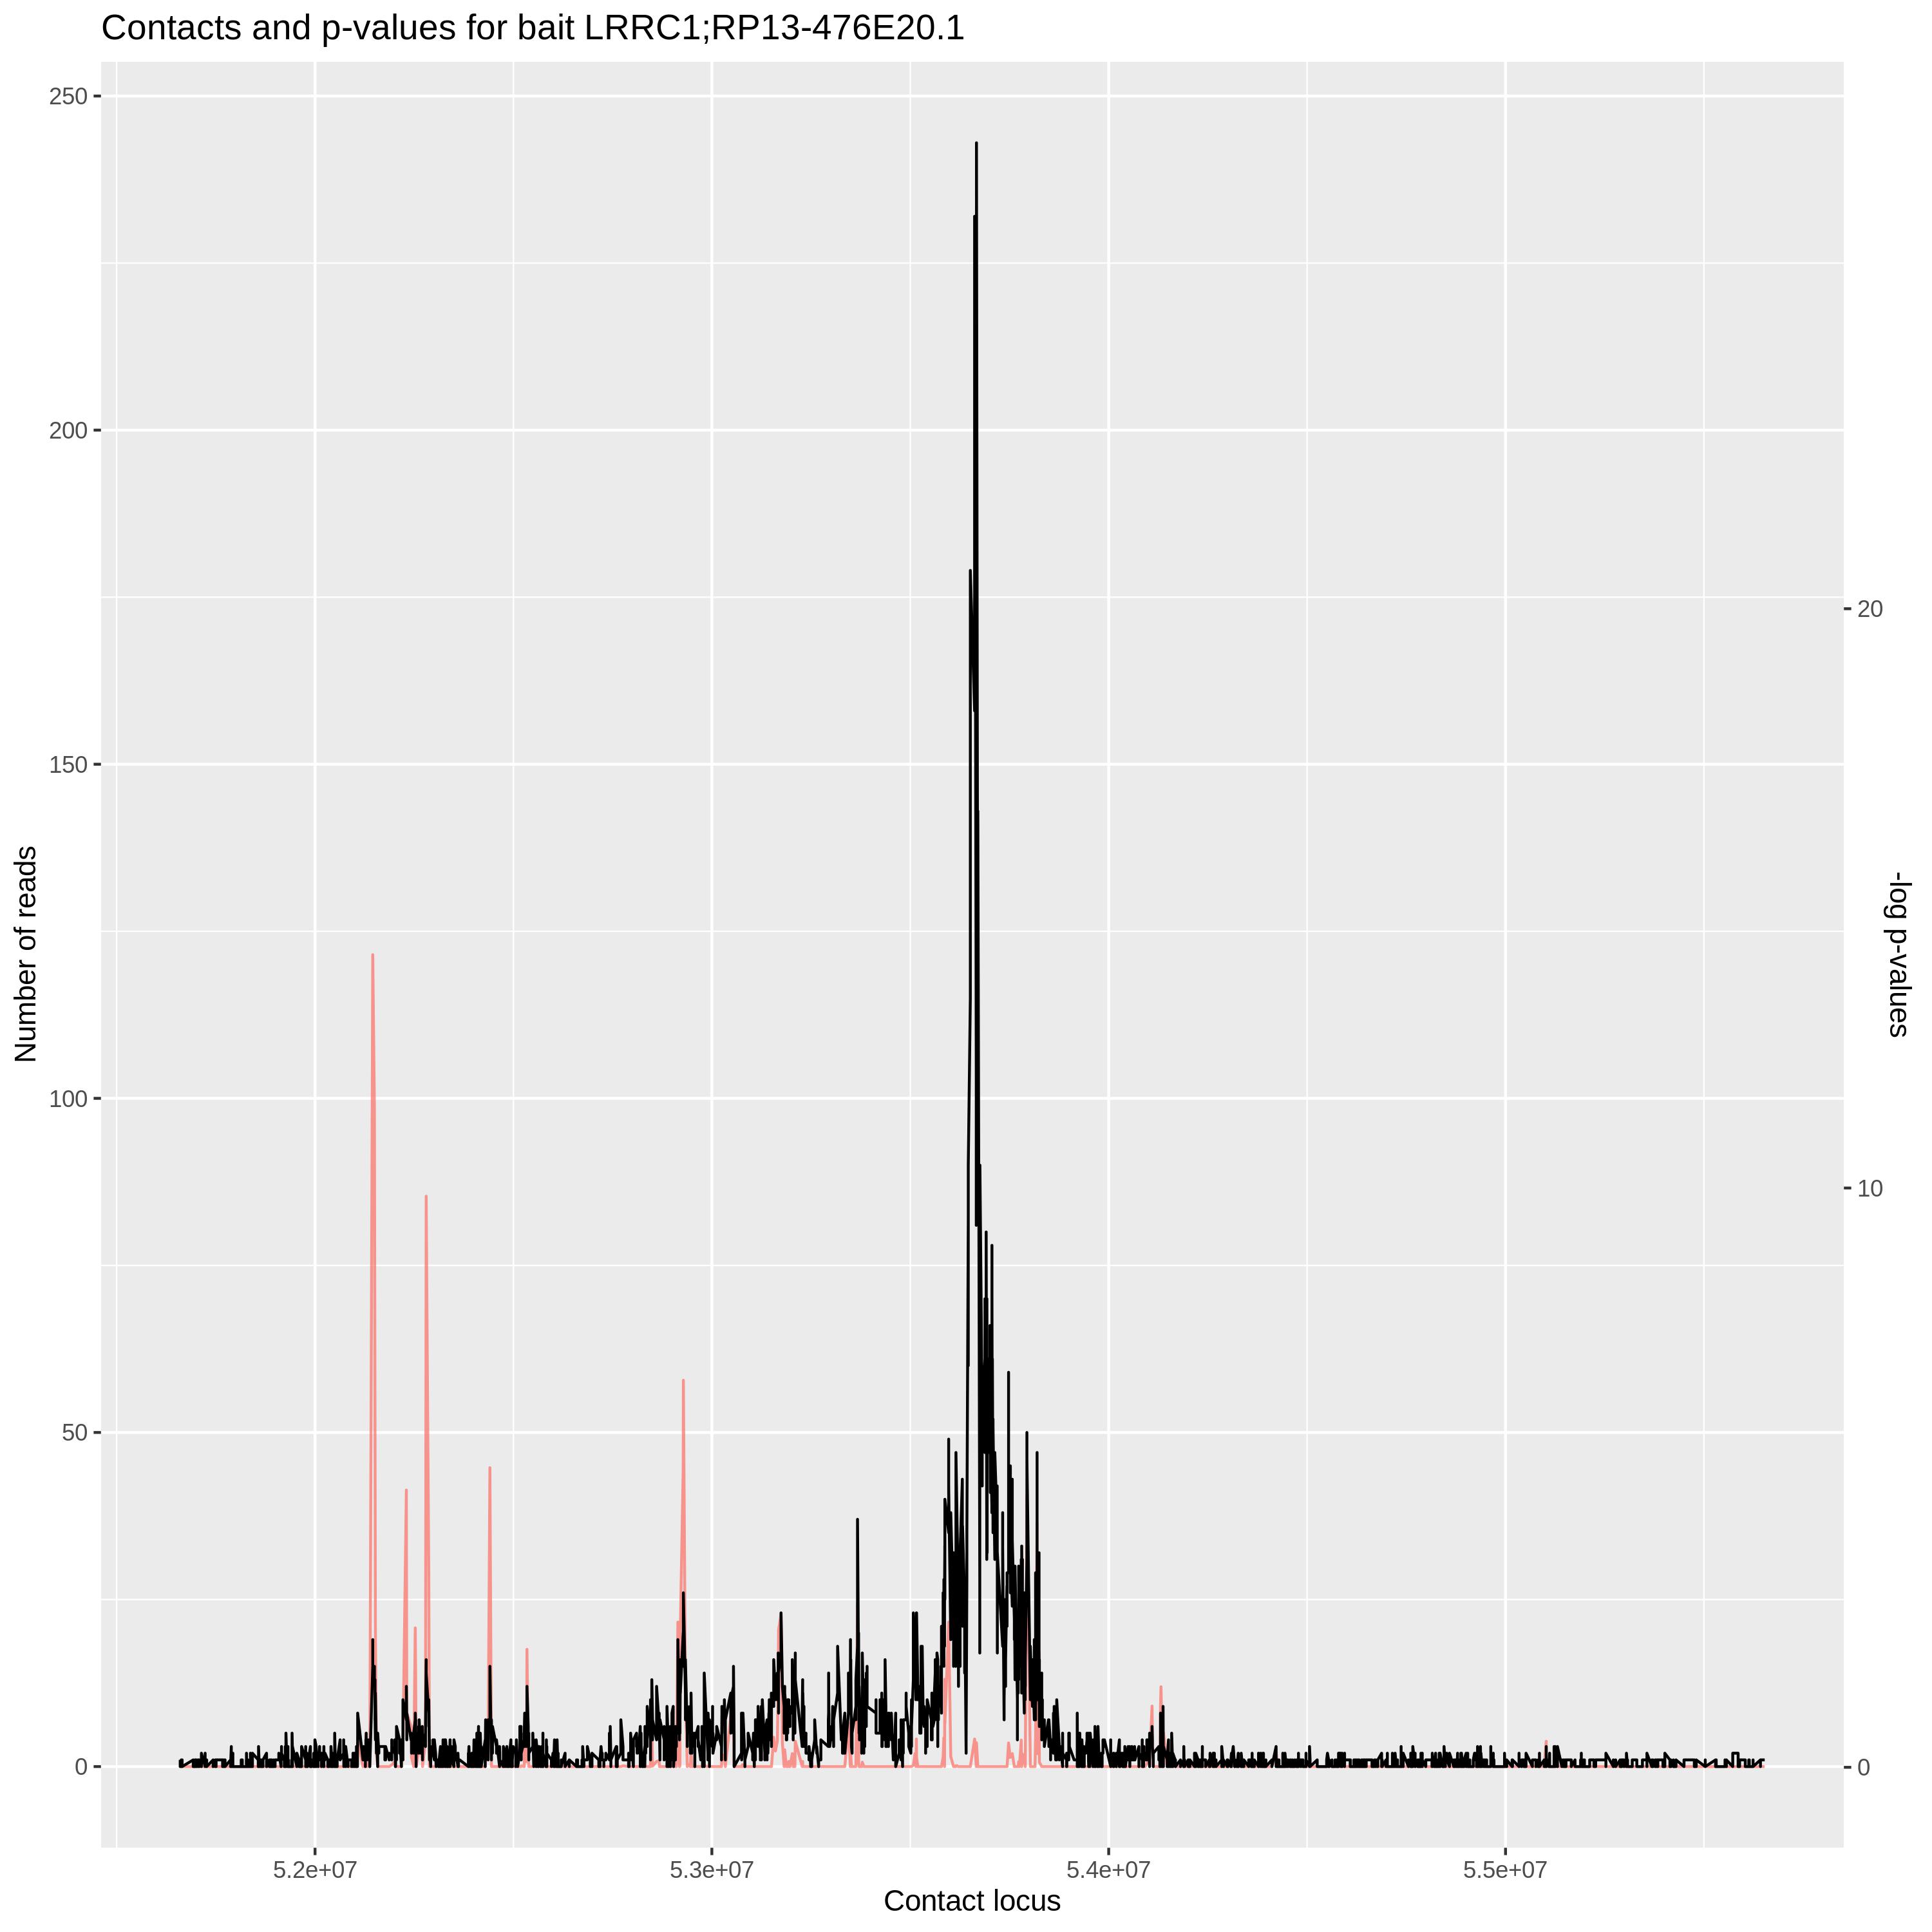 Contacts and p-values for bait LRRC1;RP13-476E20.1
250
200
150
100
50
0
Number of reads
20
10
0
-log p-values
5.2e+07
5.3e+07
5.4e+07
5.5e+07
Contact locus